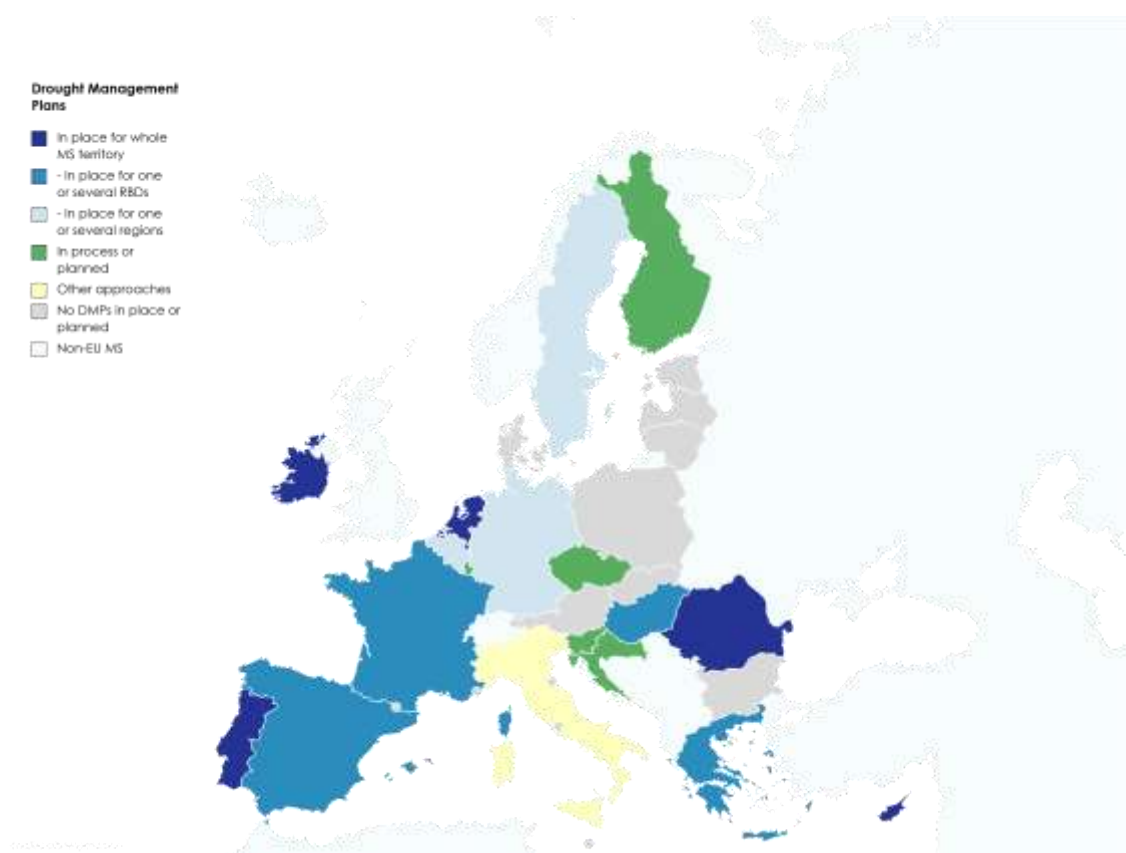 Drought Management
Plans
In place for whole
MS territory
- In place for one
or several RBDs
- In place for one
or several regions
In process or
planned
Other approaches
No DMPs in place or
planned
Non-EU MS